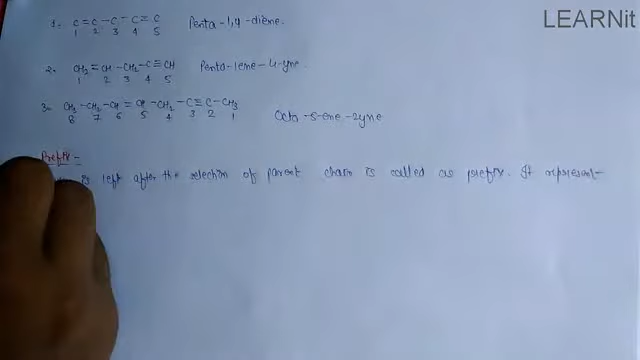 LEARNit
1. C=C-C-C=C Penta-1,4-diene.
1 2 3 4 5
2. CH2=CH-CH2-C≡CH Penta-1ene-4-yne.
1 2 3 4 5
3. CH3-CH2-CH=CH-CH2-C≡C-CH3 Octa-5-ene-2yne
8 7 6 5 4 3 2 1
Prefix:-
is left after the selection of parent chain is called as prefix. It represent-